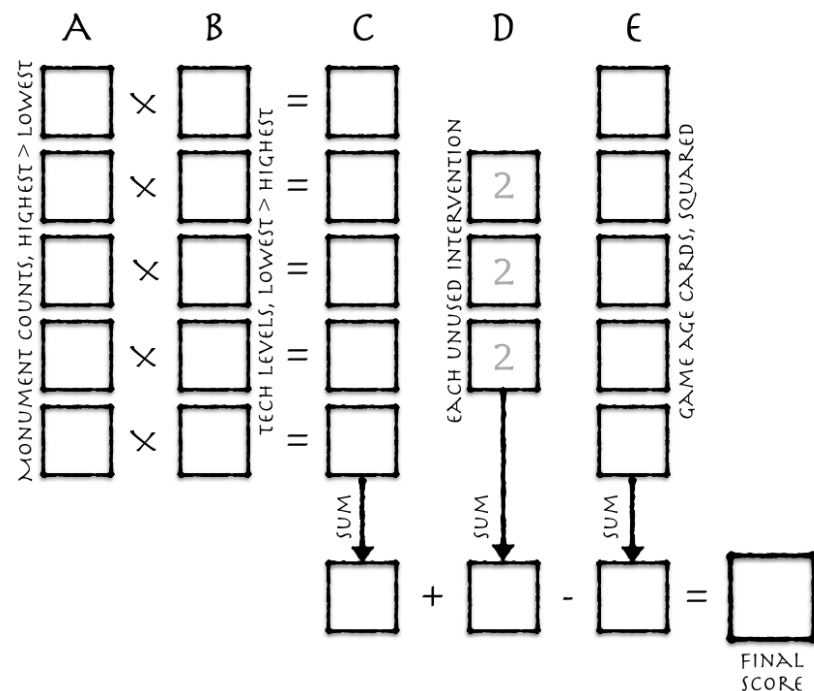 A B C D E
MONUMENT COUNTS, HIGHEST > LOWEST
× =
TECH LEVELS, LOWEST > HIGHEST
× = 2
EACH UNUSED INTERVENTION
× = 2
GAME AGE CARDS, SQUARED
× = 2
× =
SUM SUM SUM
+ - =
FINAL
SCORE